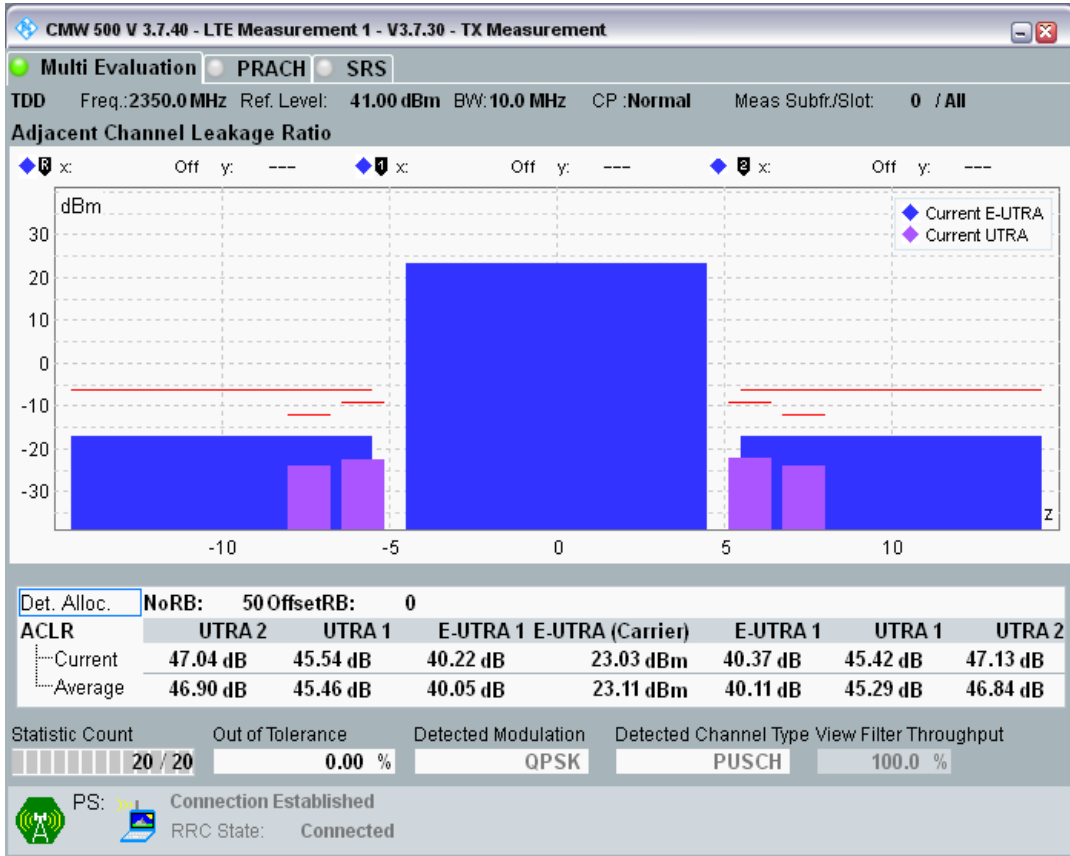 CMW 500 V 3.7.40 - LTE Measurement 1 - V3.7.30 - TX Measurement
Multi Evaluation PRACH SRS
TDD Freq.:2350.0 MHz Ref. Level: 41.00 dBm BW: 10.0 MHz CP :Normal Meas Subfr./Slot: 0 / All
Adjacent Channel Leakage Ratio
R x: Off y: --- 1 x: Off y: --- 2 x: Off y: ---
dBm
Current E-UTRA
Current UTRA
30
20
10
0
-10
-20
-30
z
-10 -5 0 5 10
Det. Alloc. NoRB: 50 OffsetRB: 0
ACLR UTRA 2 UTRA 1 E-UTRA 1 E-UTRA (Carrier) E-UTRA 1 UTRA 1 UTRA 2
Current 47.04 dB 45.54 dB 40.22 dB 23.03 dBm 40.37 dB 45.42 dB 47.13 dB
Average 46.90 dB 45.46 dB 40.05 dB 23.11 dBm 40.11 dB 45.29 dB 46.84 dB
Statistic Count Out of Tolerance Detected Modulation Detected Channel Type View Filter Throughput
20 / 20 0.00 % QPSK PUSCH 100.0 %
PS: Connection Established
RRC State: Connected